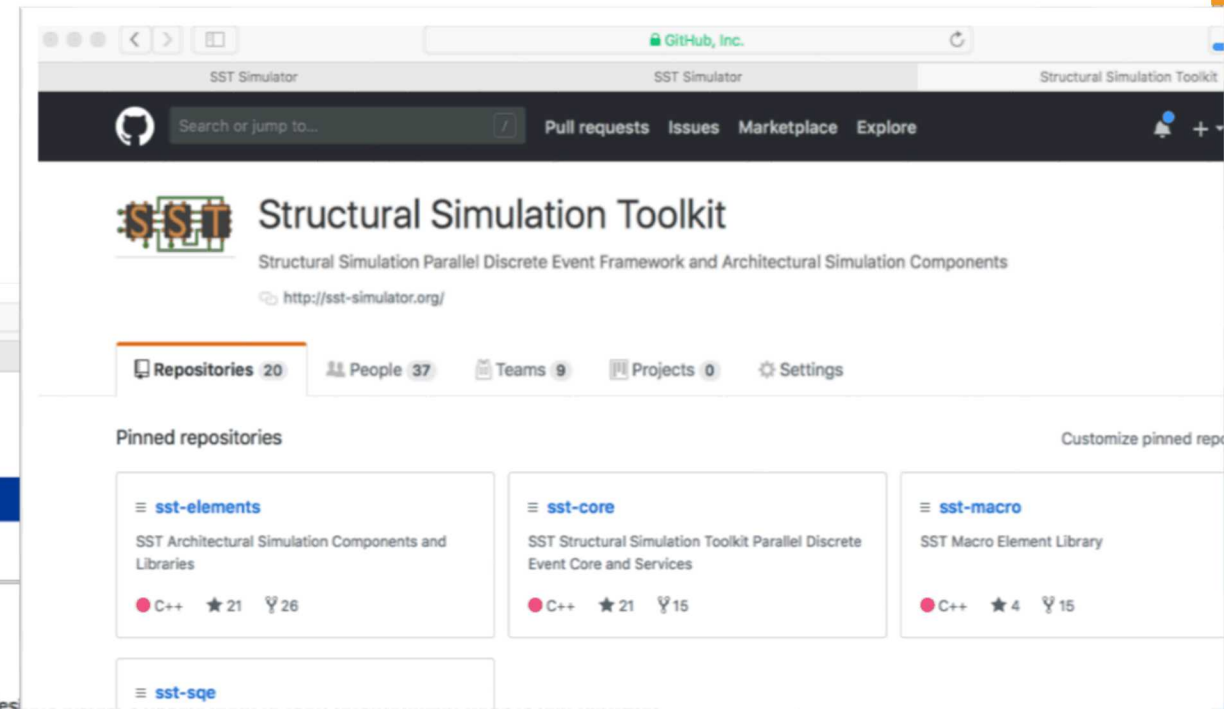 GitHub, Inc.
SST Simulator SST Simulator Structural Simulation Toolkit
Search or jump to... / Pull requests Issues Marketplace Explore
SST
Structural Simulation Toolkit
Structural Simulation Parallel Discrete Event Framework and Architectural Simulation Components
http://sst-simulator.org/
Repositories 20 People 37 Teams 9 Projects 0 Settings
Pinned repositories
Customize pinned repo
sst-elements
SST Architectural Simulation Components and
Libraries
C++ 21 26
sst-core
SST Structural Simulation Toolkit Parallel Discrete
Event Core and Services
C++ 21 15
sst-macro
SST Macro Element Library
C++ 4 15
sst-sqe